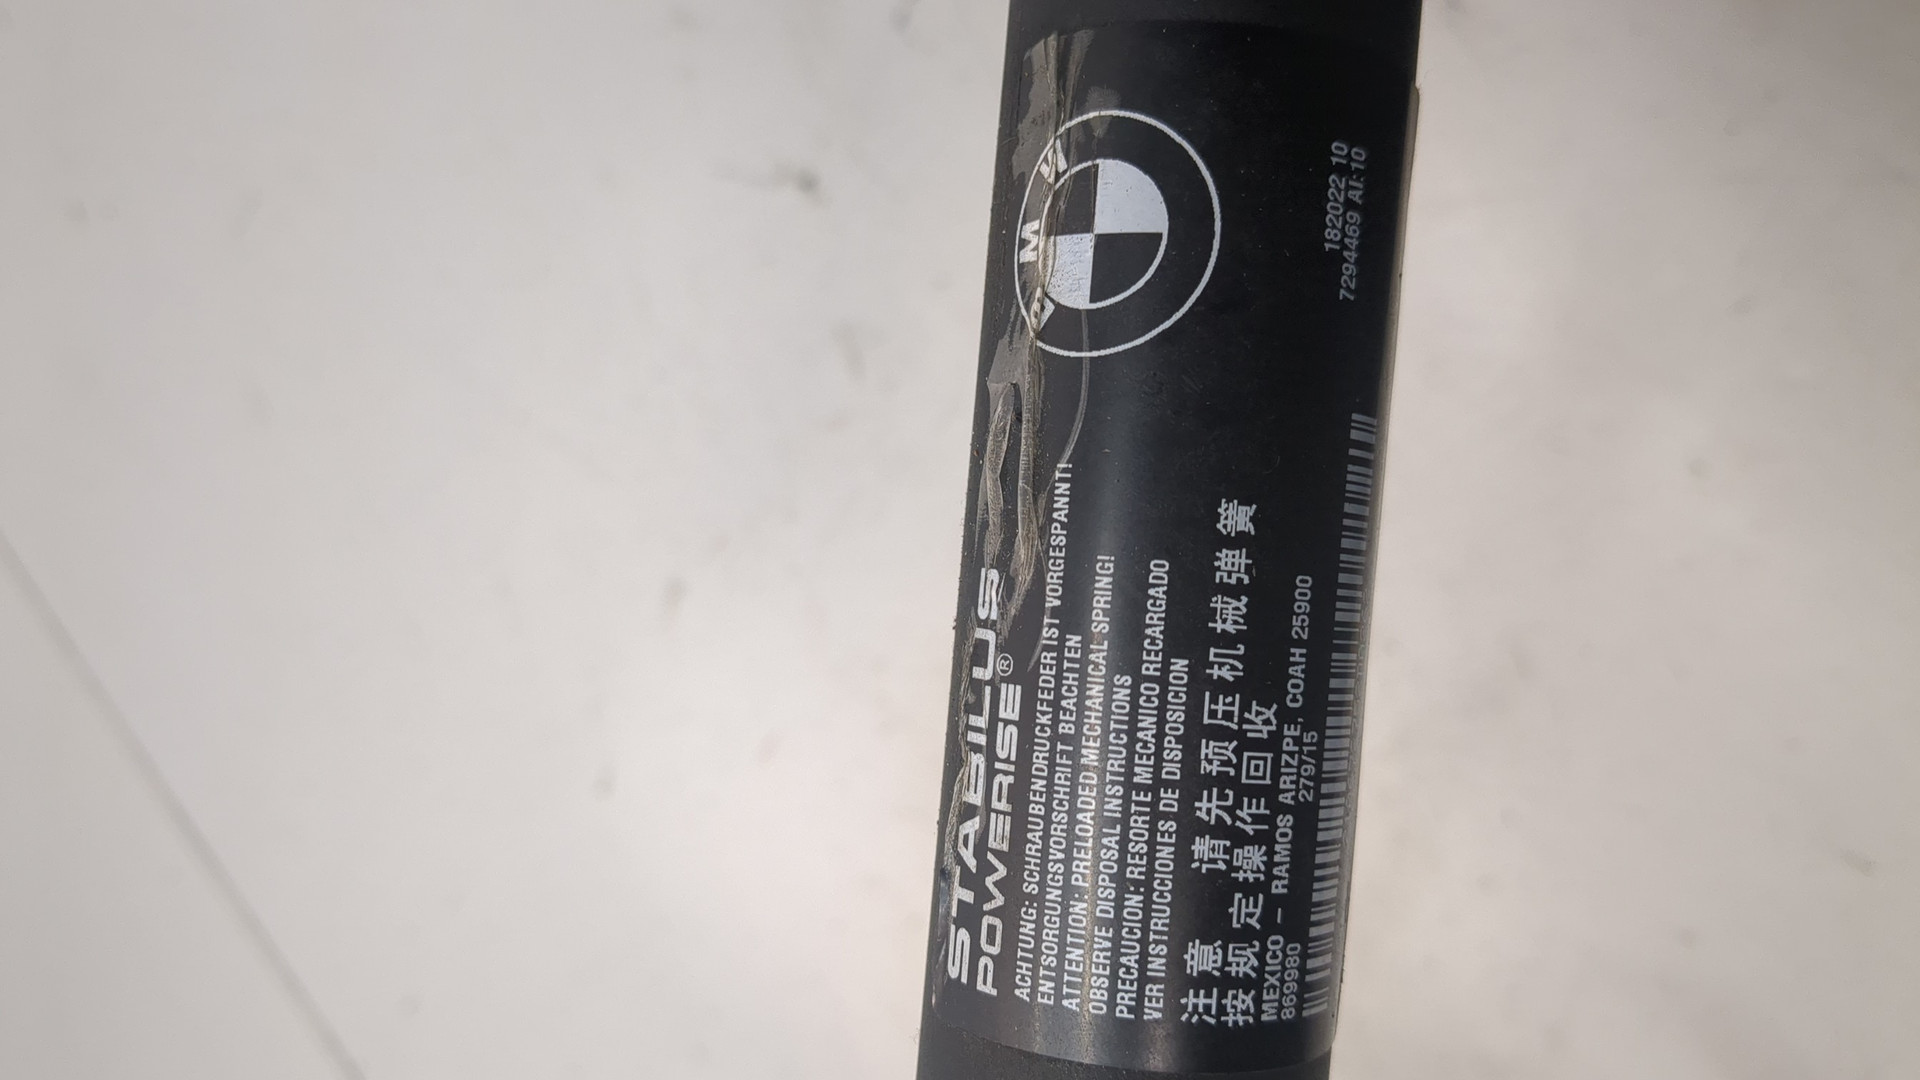 STABILUS
POWERISE®
ACHTUNG: SCHRAUBENDRUCKFEDER IST VORGESPANNT!
ENTSORGUNGSVORSCHRIFT BEACHTEN
ATTENTION: PRELOADED MECHANICAL SPRING!
OBSERVE DISPOSAL INSTRUCTIONS
PRECAUCION: RESORTE MECANICO RECARGADO
VER INSTRUCCIONES DE DISPOSICION
注意 请先预压机械弹簧
按规定操作回收
MEXICO - RAMOS ARIZPE, COAH 25900
869980 279/15
BMW
182022 10
7294469 AI:10